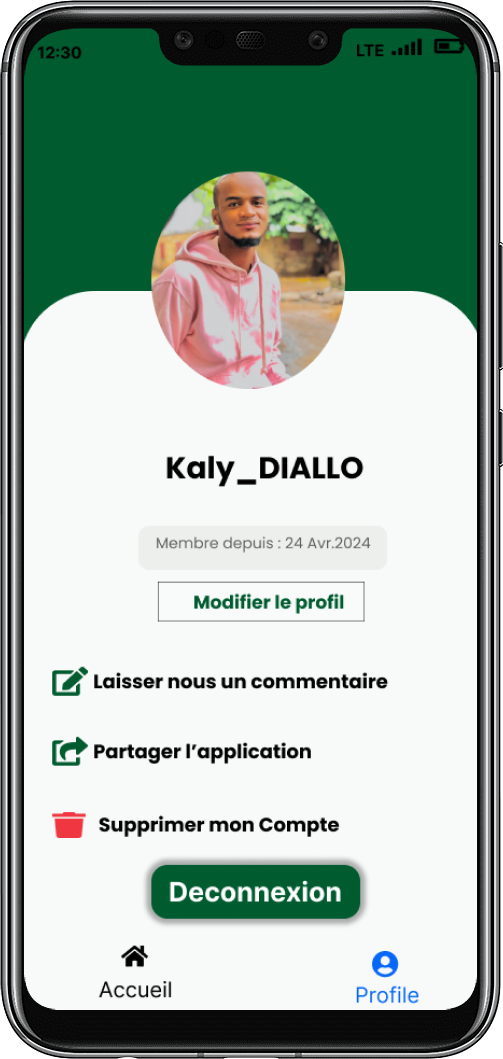 12:30
LTE
Kaly_DIALLO
Membre depuis : 24 Avr.2024
Modifier le profil
Laisser nous un commentaire
Partager l’application
Supprimer mon Compte
Deconnexion
Accueil
Profile